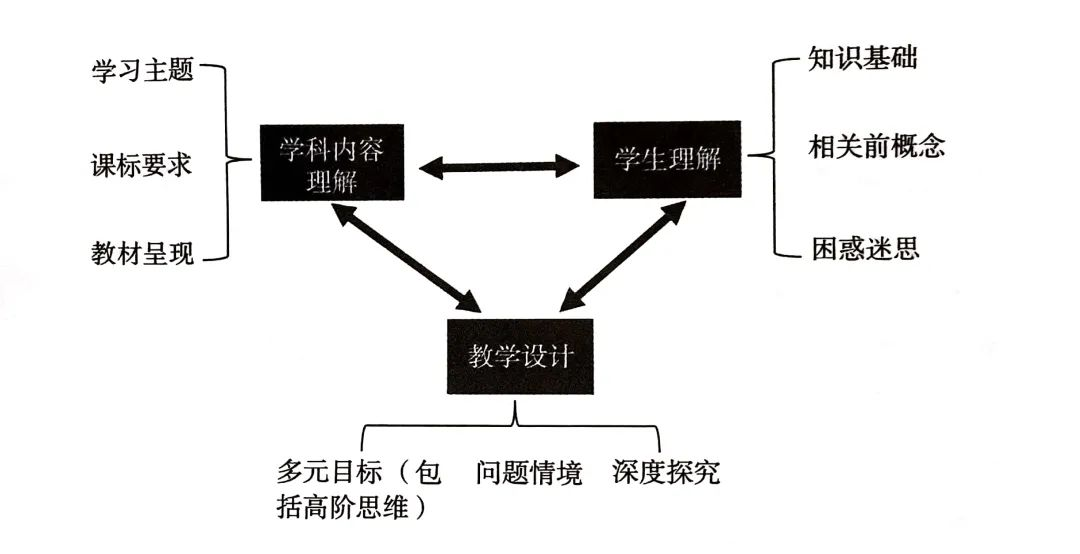 学习主题
课标要求
教材呈现
学科内容
理解
学生理解
知识基础
相关前概念
困惑迷思
教学设计
多元目标（包
括高阶思维）
问题情境
深度探究